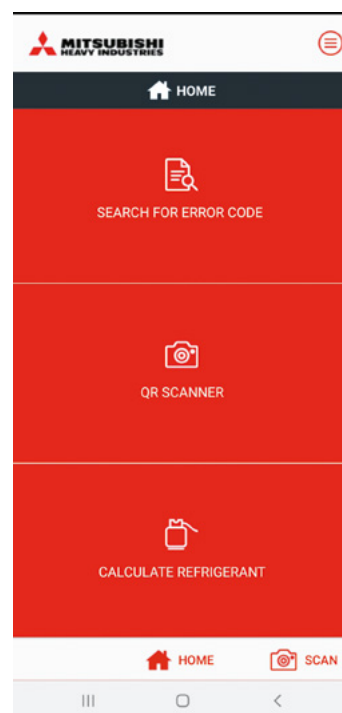 MITSUBISHI
HEAVY INDUSTRIES
HOME
SEARCH FOR ERROR CODE
QR SCANNER
CALCULATE REFRIGERANT
HOME
SCAN